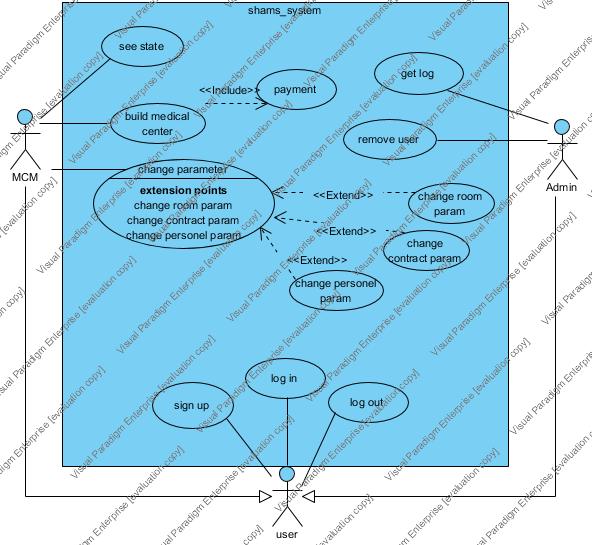 shams_system
see state
get log
<<Include>>
payment
build medical
center
remove user
MCM
Admin
change parameter
extension points
change room param
change contract param
change personel param
<<Extend>>
change room
param
<<Extend>>
change
contract param
<<Extend>>
change personel
param
log in
sign up
log out
user
Visual Paradigm Enterprise [evaluation copy]